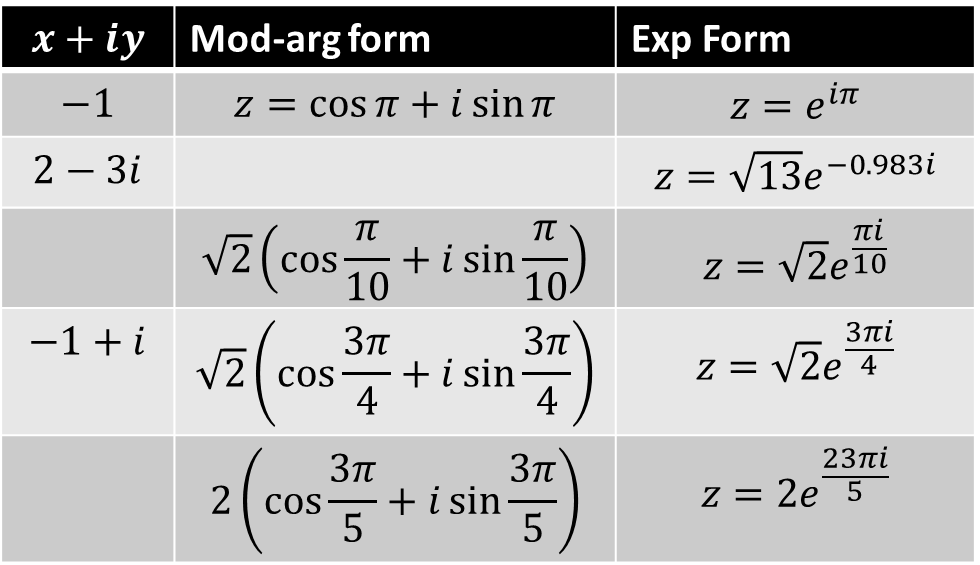 x + iy Mod-arg form Exp Form
−1 z = cos π + i sin π z = e^{iπ}
2 − 3i z = √13e^{−0.983i}
√2(cos π/10 + i sin π/10) z = √2e^{πi/10}
−1 + i √2(cos 3π/4 + i sin 3π/4) z = √2e^{3πi/4}
2(cos 3π/5 + i sin 3π/5) z = 2e^{23πi/5}